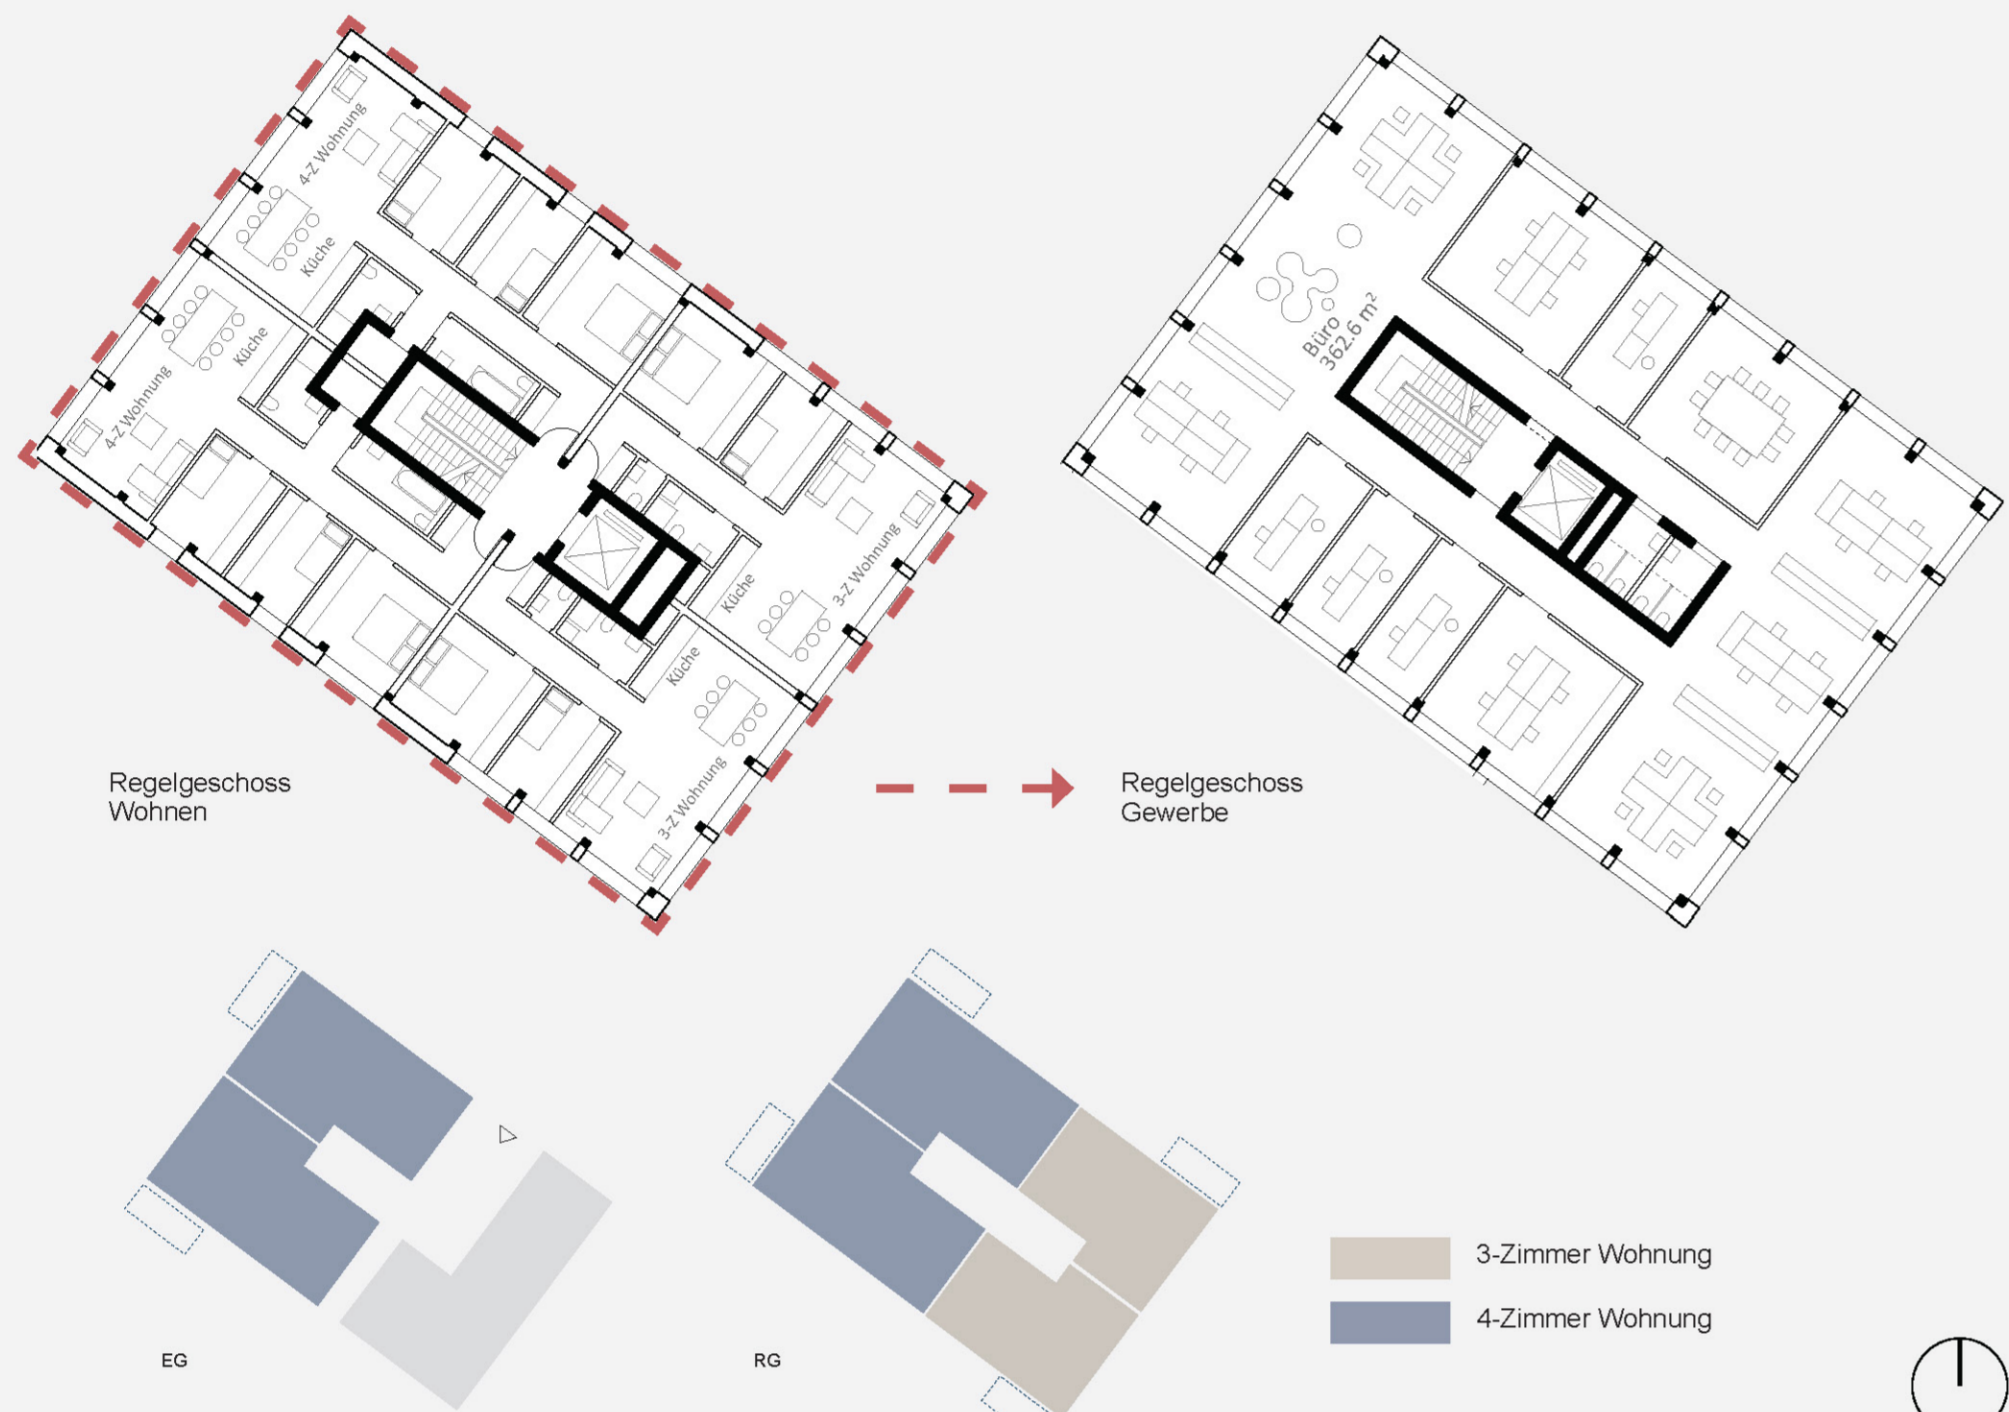 4-Z Wohnung
Küche
Küche
4-Z Wohnung
3-Z Wohnung
Küche
Küche
3-Z Wohnung
Büro
362.6 m²
Regelgeschoss
Wohnen
Regelgeschoss
Gewerbe
3-Zimmer Wohnung
4-Zimmer Wohnung
EG
RG